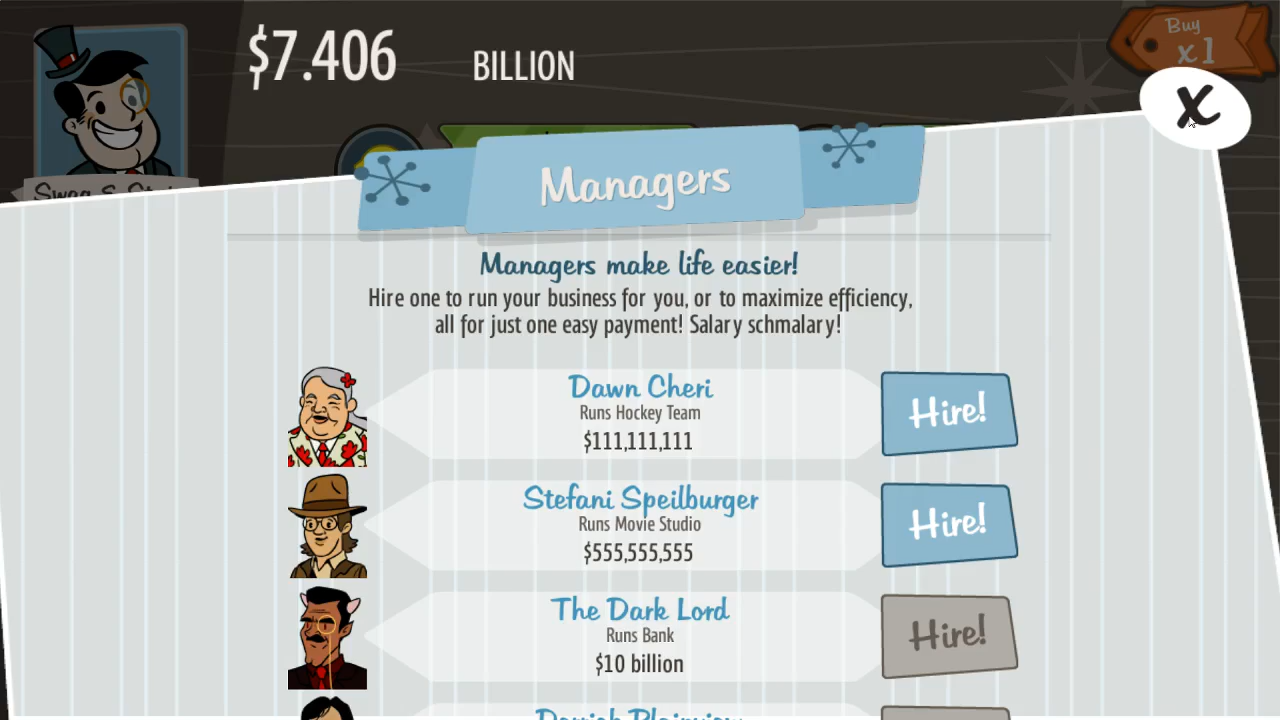 $7.406 BILLION
Buy
x1
X
Managers
Managers make life easier!
Hire one to run your business for you, or to maximize efficiency,
all for just one easy payment! Salary schmalary!
Dawn Cheri
Runs Hockey Team
$111,111,111
Hire!
Stefani Speilburger
Runs Movie Studio
$555,555,555
Hire!
The Dark Lord
Runs Bank
$10 billion
Hire!